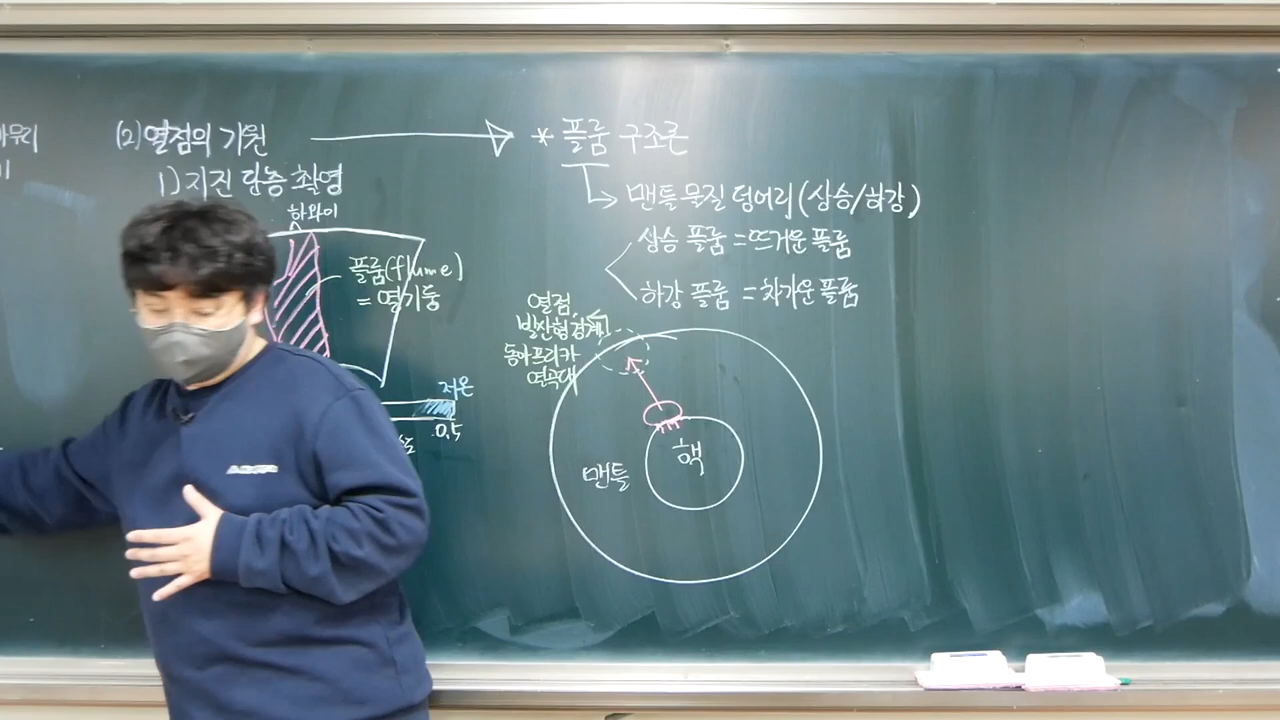 (2) 열점의 기원
1) 지진 단층 촬영
하와이
플룸(flume)
= 열기둥
저온
0.5
* 플룸 구조론
맨틀 물질 덩어리 (상승/하강)
상승 플룸 = 뜨거운 플룸
하강 플룸 = 차가운 플룸
열점,
발산형경계
동아프리카
열곡대
맨틀
핵